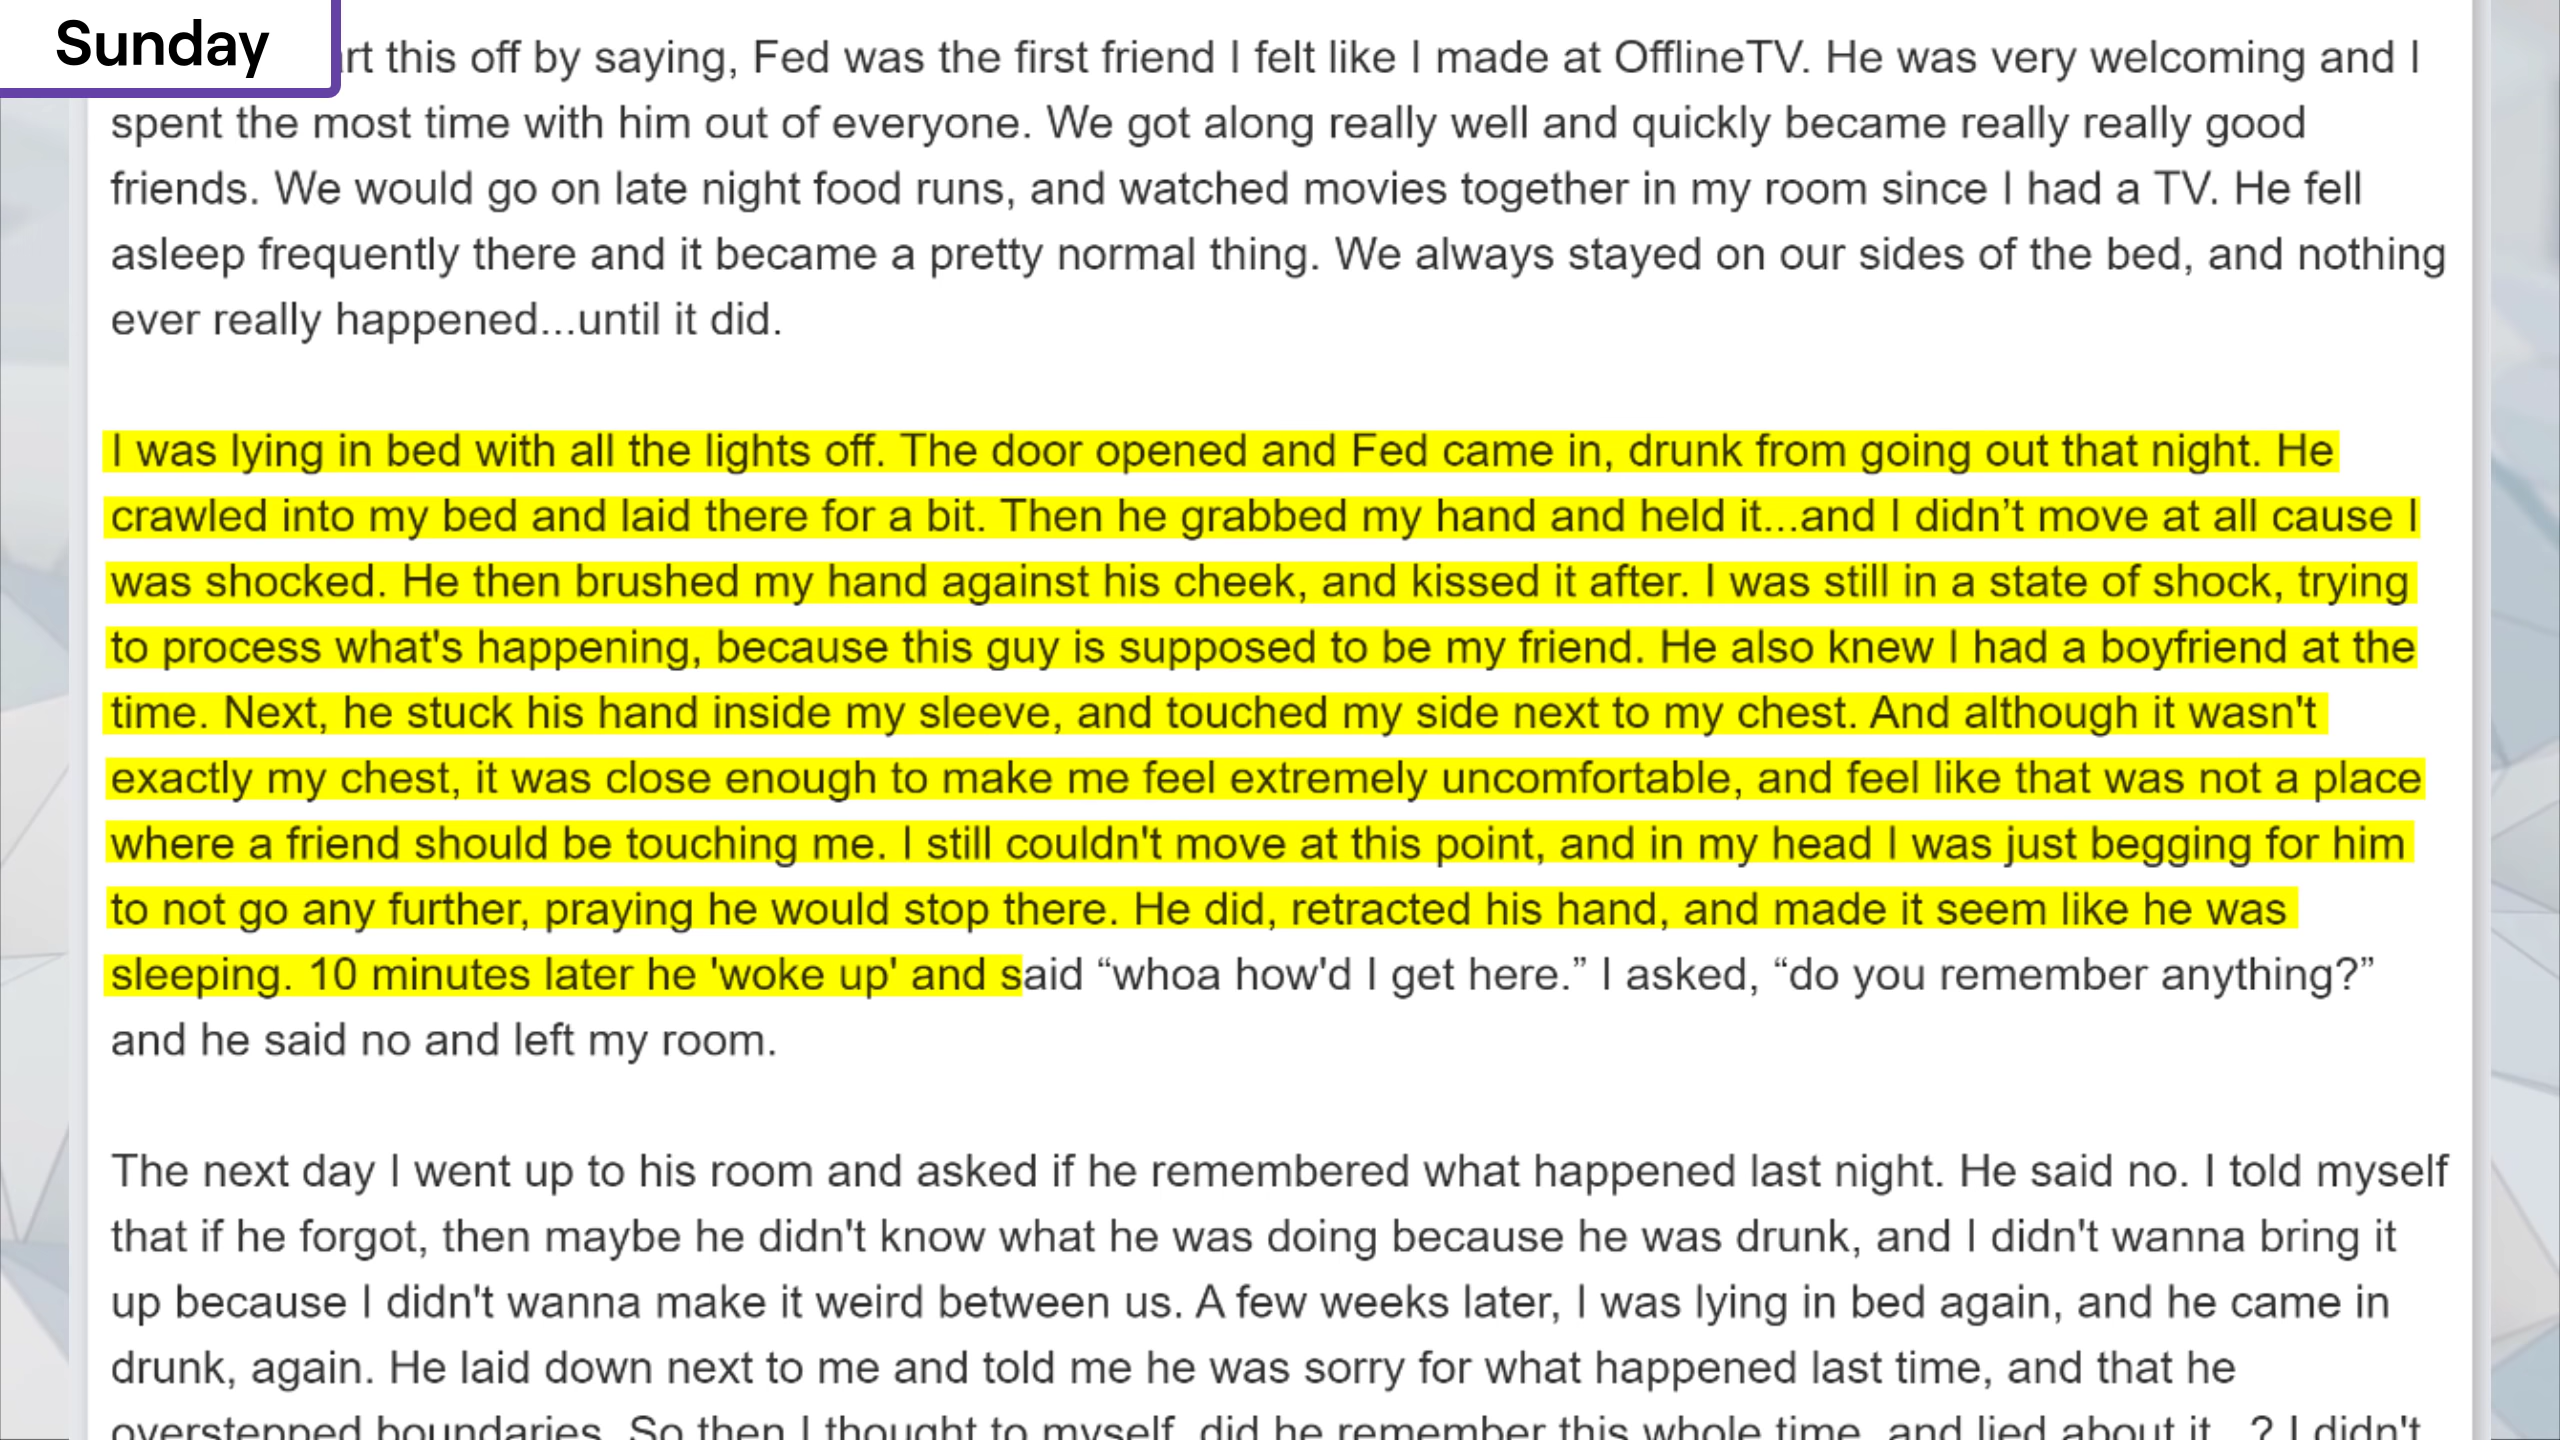 Sunday
this off by saying, Fed was the first friend I felt like I made at OfflineTV. He was very welcoming and I
spent the most time with him out of everyone. We got along really well and quickly became really really good
friends. We would go on late night food runs, and watched movies together in my room since I had a TV. He fell
asleep frequently there and it became a pretty normal thing. We always stayed on our sides of the bed, and nothing
ever really happened...until it did.
I was lying in bed with all the lights off. The door opened and Fed came in, drunk from going out that night. He
crawled into my bed and laid there for a bit. Then he grabbed my hand and held it...and I didn’t move at all cause I
was shocked. He then brushed my hand against his cheek, and kissed it after. I was still in a state of shock, trying
to process what's happening, because this guy is supposed to be my friend. He also knew I had a boyfriend at the
time. Next, he stuck his hand inside my sleeve, and touched my side next to my chest. And although it wasn't
exactly my chest, it was close enough to make me feel extremely uncomfortable, and feel like that was not a place
where a friend should be touching me. I still couldn't move at this point, and in my head I was just begging for him
to not go any further, praying he would stop there. He did, retracted his hand, and made it seem like he was
sleeping. 10 minutes later he 'woke up' and said “whoa how'd I get here.” I asked, “do you remember anything?”
and he said no and left my room.
The next day I went up to his room and asked if he remembered what happened last night. He said no. I told myself
that if he forgot, then maybe he didn't know what he was doing because he was drunk, and I didn't wanna bring it
up because I didn't wanna make it weird between us. A few weeks later, I was lying in bed again, and he came in
drunk, again. He laid down next to me and told me he was sorry for what happened last time, and that he
overstepped boundaries. So then I thought to myself, did he remember this whole time, and lied about it...? I didn't